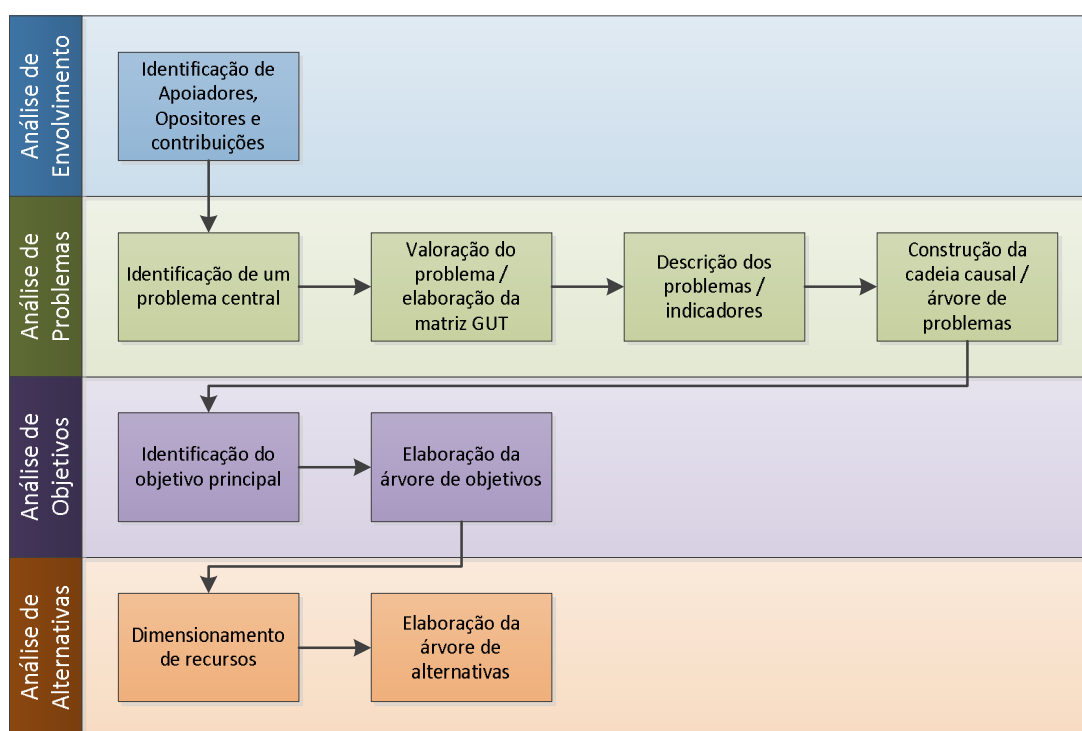 Análise de
Envolvimento
Identificação de
Apoiadores,
Opositores e
contribuições
Análise de
Problemas
Identificação de um
problema central
Valoração do
problema /
elaboração da
matriz GUT
Descrição dos
problemas /
indicadores
Construção da
cadeia causal /
árvore de
problemas
Análise de
Objetivos
Identificação do
objetivo principal
Elaboração da
árvore de objetivos
Análise de
Alternativas
Dimensionamento
de recursos
Elaboração da
árvore de
alternativas